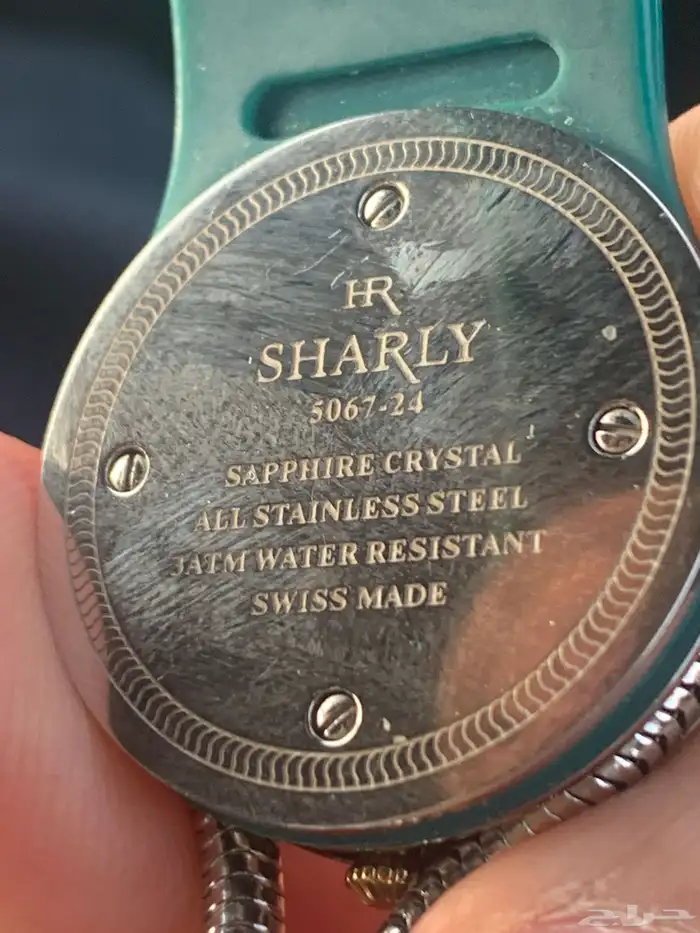 HR
SHARLY
5067-24
SAPPHIRE CRYSTAL
ALL STAINLESS STEEL
3ATM WATER RESISTANT
SWISS MADE
حراج